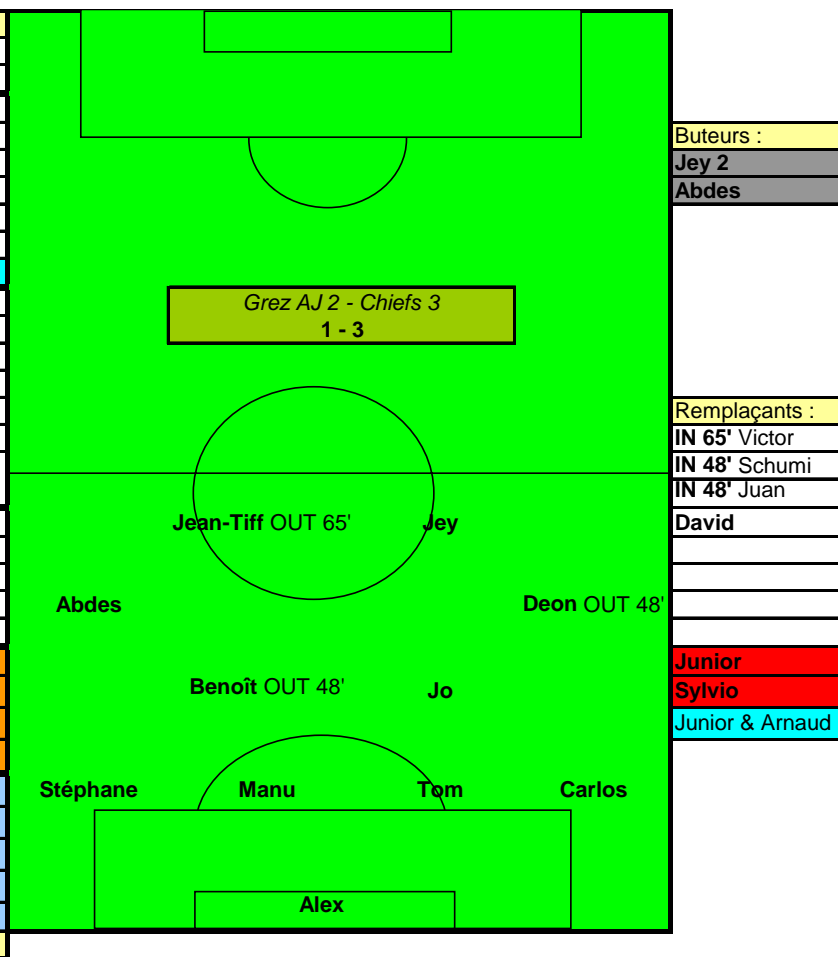 Buteurs :
Jey 2
Abdes
Grez AJ 2 - Chiefs 3
1 - 3
Remplaçants :
IN 65' Victor
IN 48' Schumi
IN 48' Juan
Jean-Tiff OUT 65' Jey
David
Abdes Deon OUT 48'
Junior
Benoît OUT 48' Jo
Sylvio
Junior & Arnaud
Stéphane Manu Tom Carlos
Alex